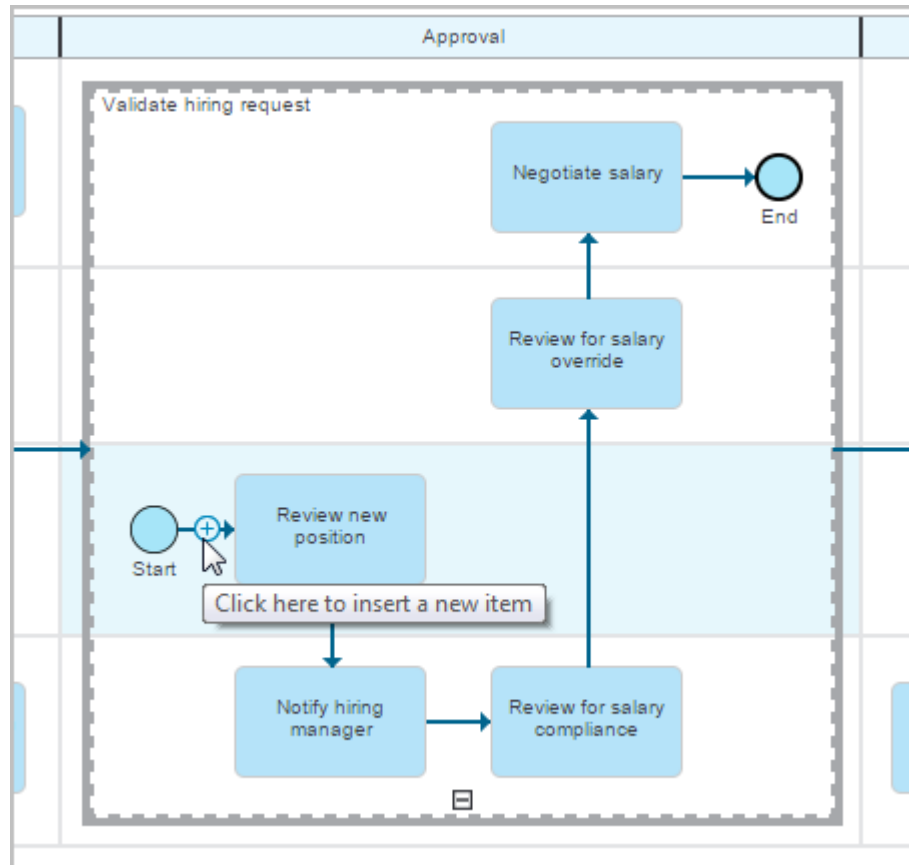 Approval
Validate hiring request
Negotiate salary
End
Review for salary
override
Review new
position
Start
Click here to insert a new item
Notify hiring
manager
Review for salary
compliance